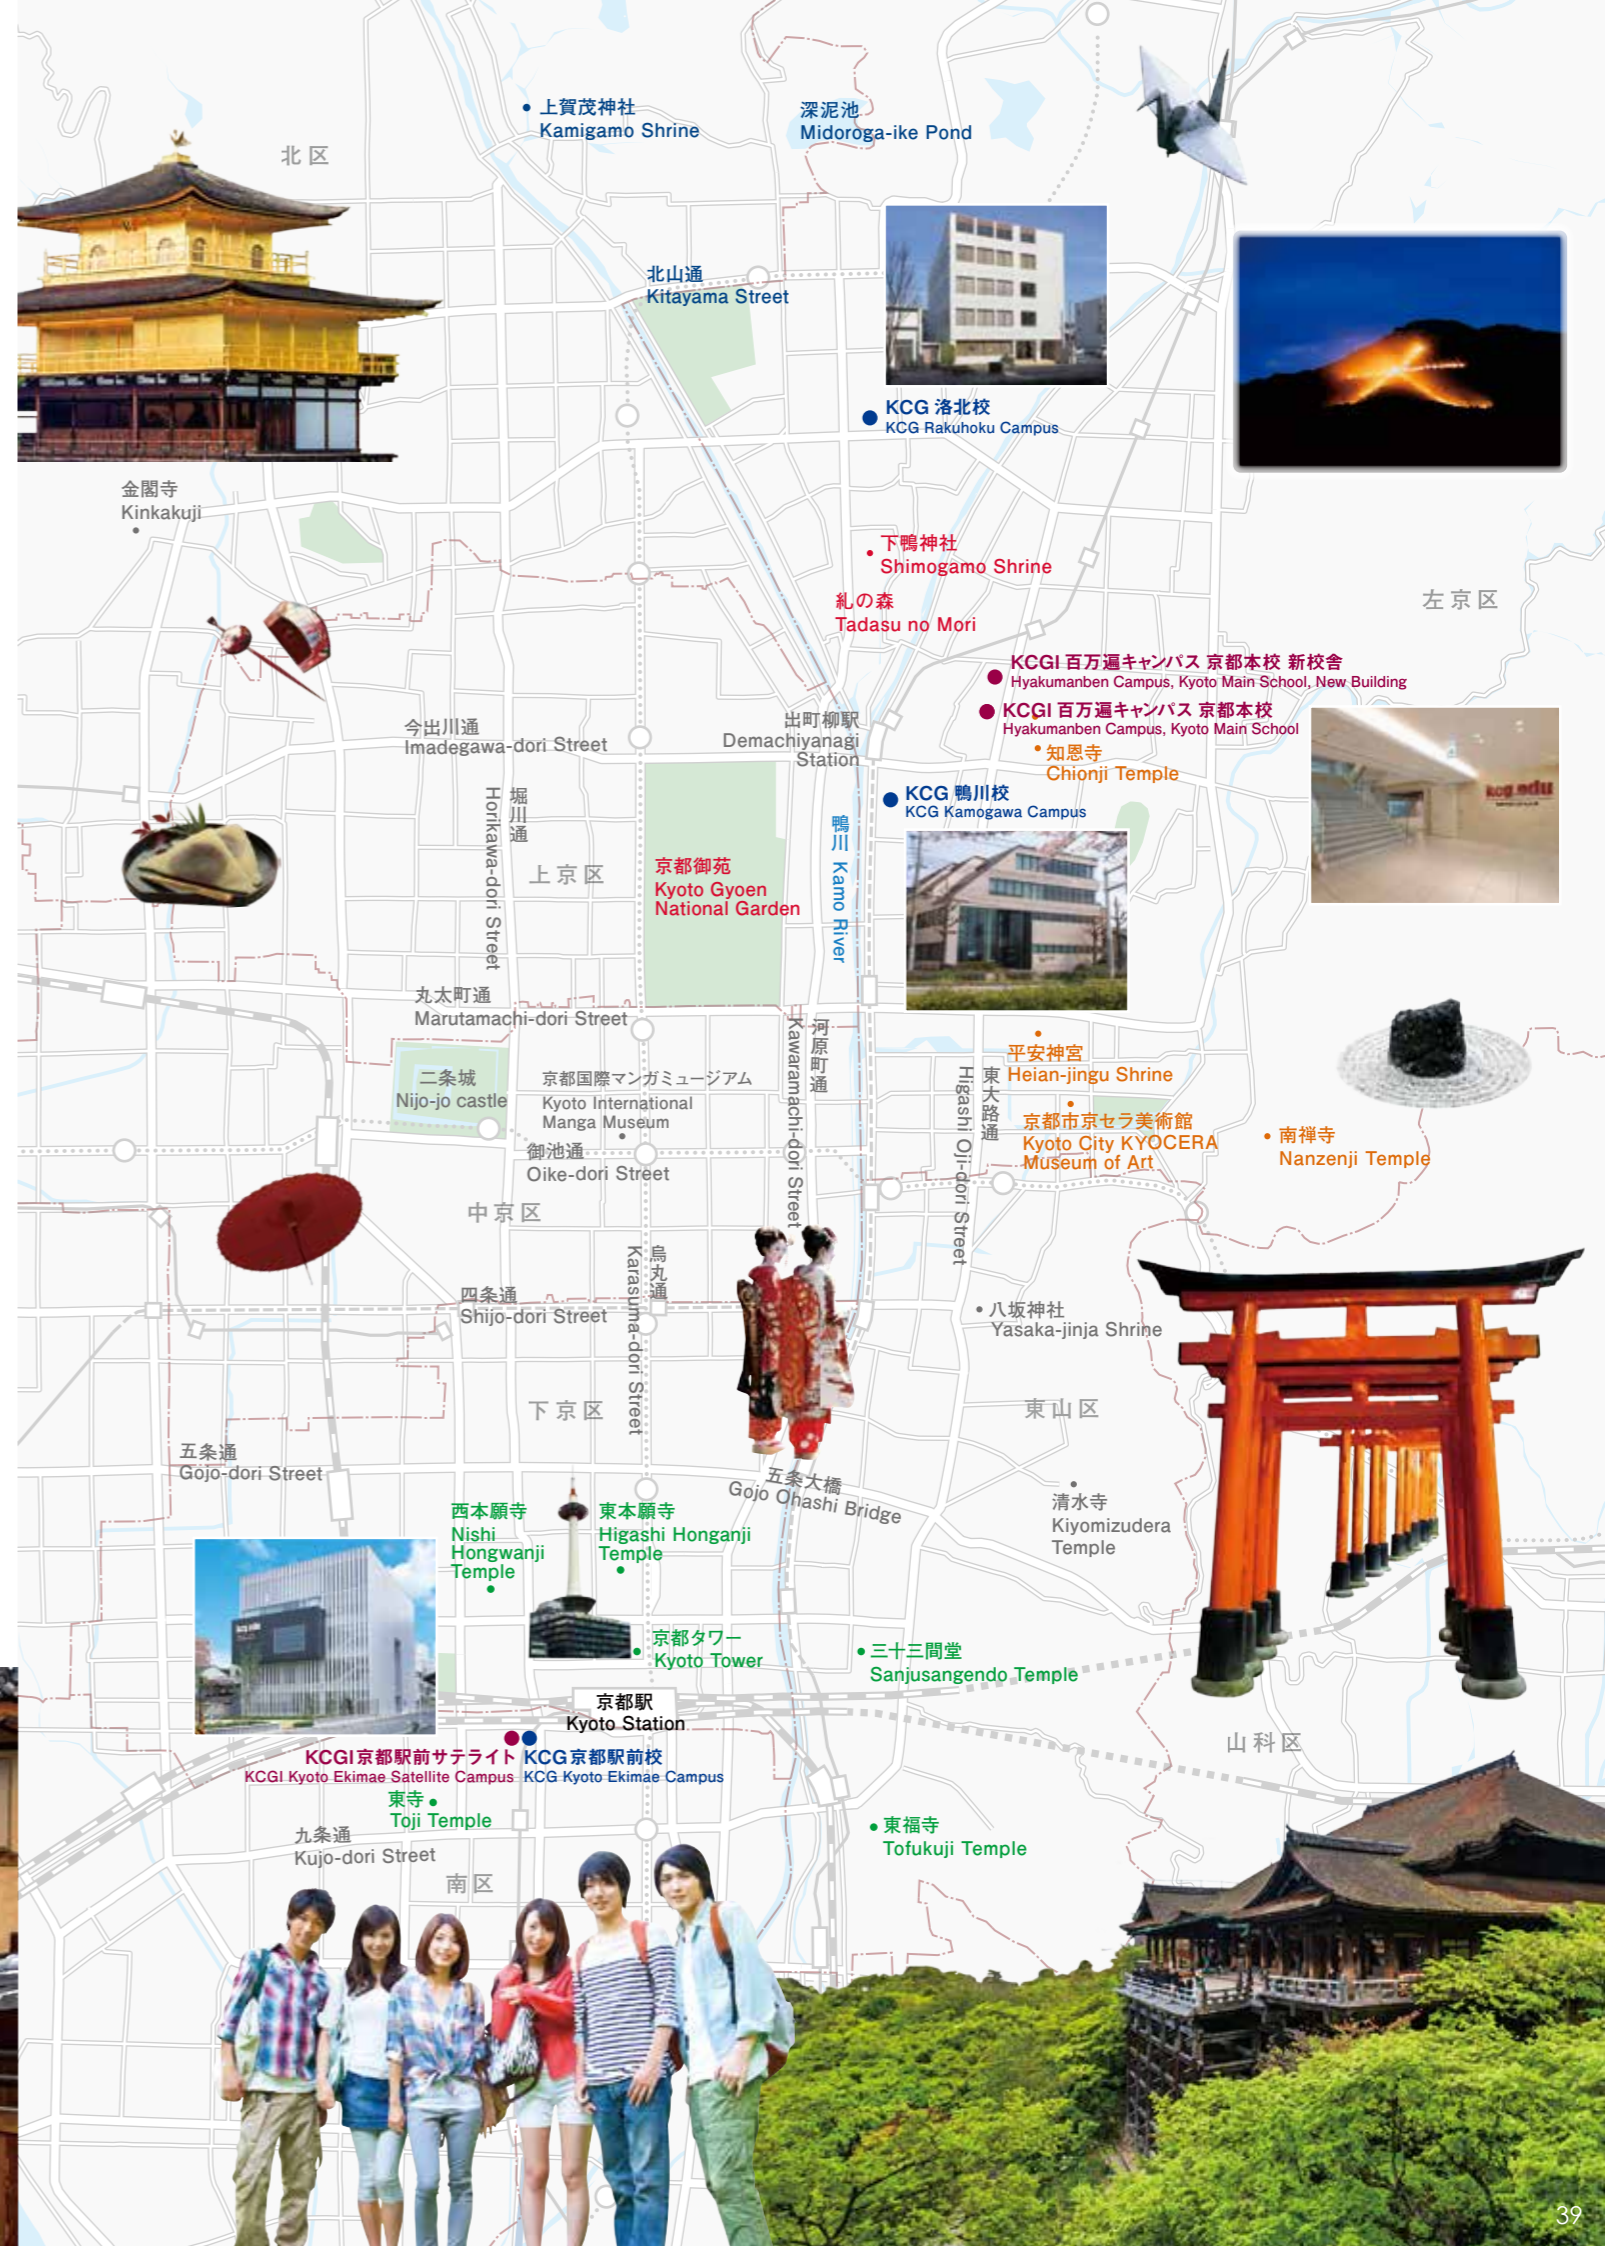 上賀茂神社
Kamigamo Shrine
深泥池
Midoroga-ike Pond
北区
北山通
Kitayama Street
KCG 洛北校
KCG Rakuhoku Campus
金閣寺
Kinkakuji
下鴨神社
Shimogamo Shrine
糺の森
Tadasu no Mori
左京区
KCGI 百万遍キャンパス 京都本校 新校舎
Hyakumanben Campus, Kyoto Main School, New Building
KCGI 百万遍キャンパス 京都本校
Hyakumanben Campus, Kyoto Main School
今出川通
Imadegawa-dori Street
出町柳駅
Demachiyanagi
Station
知恩寺
Chionji Temple
kcg.edu
KCG 鴨川校
KCG Kamogawa Campus
堀川通
Horikawa-dori Street
上京区
京都御苑
Kyoto Gyoen
National Garden
鴨川 Kamo River
丸太町通
Marutamachi-dori Street
河原町通
Kawaramachi-dori Street
平安神宮
Heian-jingu Shrine
東大路通
Higashi Oji-dori Street
二条城
Nijo-jo castle
京都国際マンガミュージアム
Kyoto International
Manga Museum
京都市京セラ美術館
Kyoto City KYOCERA
Museum of Art
南禅寺
Nanzenji Temple
御池通
Oike-dori Street
中京区
烏丸通
Karasuma-dori Street
四条通
Shijo-dori Street
八坂神社
Yasaka-jinja Shrine
下京区
東山区
五条通
Gojo-dori Street
五条大橋
Gojo Ohashi Bridge
清水寺
Kiyomizudera
Temple
西本願寺
Nishi
Hongwanji
Temple
東本願寺
Higashi Honganji
Temple
京都タワー
Kyoto Tower
三十三間堂
Sanjusangendo Temple
京都駅
Kyoto Station
山科区
KCGI京都駅前サテライト
KCGI Kyoto Ekimae Satellite Campus
KCG京都駅前校
KCG Kyoto Ekimae Campus
東寺
Toji Temple
東福寺
Tofukuji Temple
九条通
Kujo-dori Street
南区
39